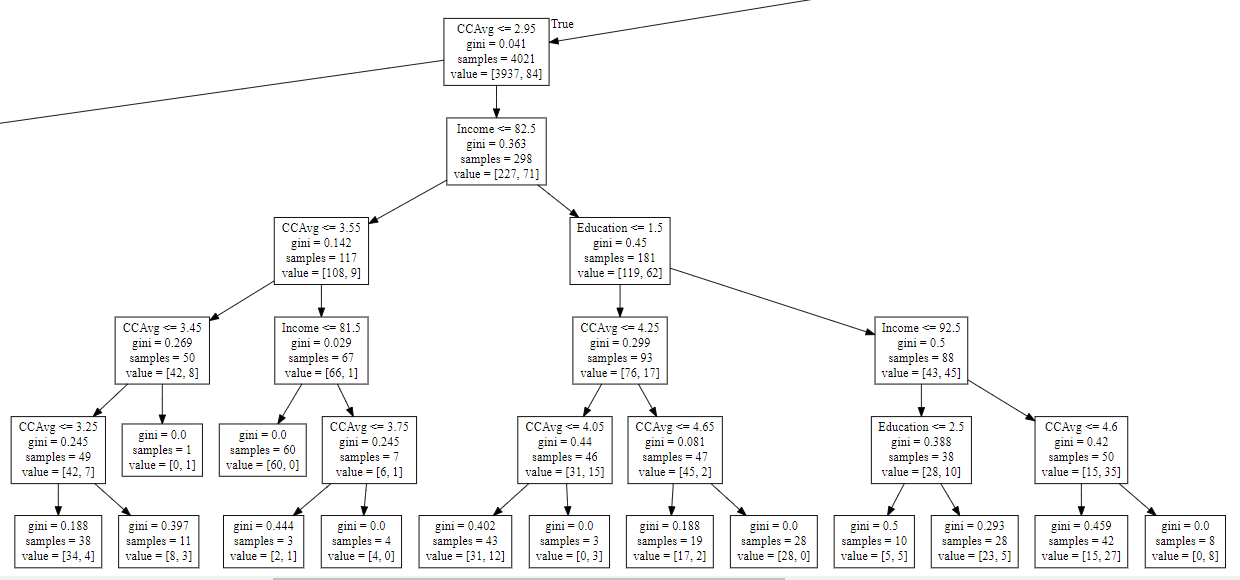 True
CCAvg <= 2.95
gini = 0.041
samples = 4021
value = [3937, 84]
Income <= 82.5
gini = 0.363
samples = 298
value = [227, 71]
CCAvg <= 3.55
gini = 0.142
samples = 117
value = [108, 9]
Education <= 1.5
gini = 0.45
samples = 181
value = [119, 62]
CCAvg <= 3.45
gini = 0.269
samples = 50
value = [42, 8]
Income <= 81.5
gini = 0.029
samples = 67
value = [66, 1]
CCAvg <= 4.25
gini = 0.299
samples = 93
value = [76, 17]
Income <= 92.5
gini = 0.5
samples = 88
value = [43, 45]
CCAvg <= 3.25
gini = 0.245
samples = 49
value = [42, 7]
gini = 0.0
samples = 1
value = [0, 1]
gini = 0.0
samples = 60
value = [60, 0]
CCAvg <= 3.75
gini = 0.245
samples = 7
value = [6, 1]
CCAvg <= 4.05
gini = 0.44
samples = 46
value = [31, 15]
CCAvg <= 4.65
gini = 0.081
samples = 47
value = [45, 2]
Education <= 2.5
gini = 0.388
samples = 38
value = [28, 10]
CCAvg <= 4.6
gini = 0.42
samples = 50
value = [15, 35]
gini = 0.188
samples = 38
value = [34, 4]
gini = 0.397
samples = 11
value = [8, 3]
gini = 0.444
samples = 3
value = [2, 1]
gini = 0.0
samples = 4
value = [4, 0]
gini = 0.402
samples = 43
value = [31, 12]
gini = 0.0
samples = 3
value = [0, 3]
gini = 0.188
samples = 19
value = [17, 2]
gini = 0.0
samples = 28
value = [28, 0]
gini = 0.5
samples = 10
value = [5, 5]
gini = 0.293
samples = 28
value = [23, 5]
gini = 0.459
samples = 42
value = [15, 27]
gini = 0.0
samples = 8
value = [0, 8]